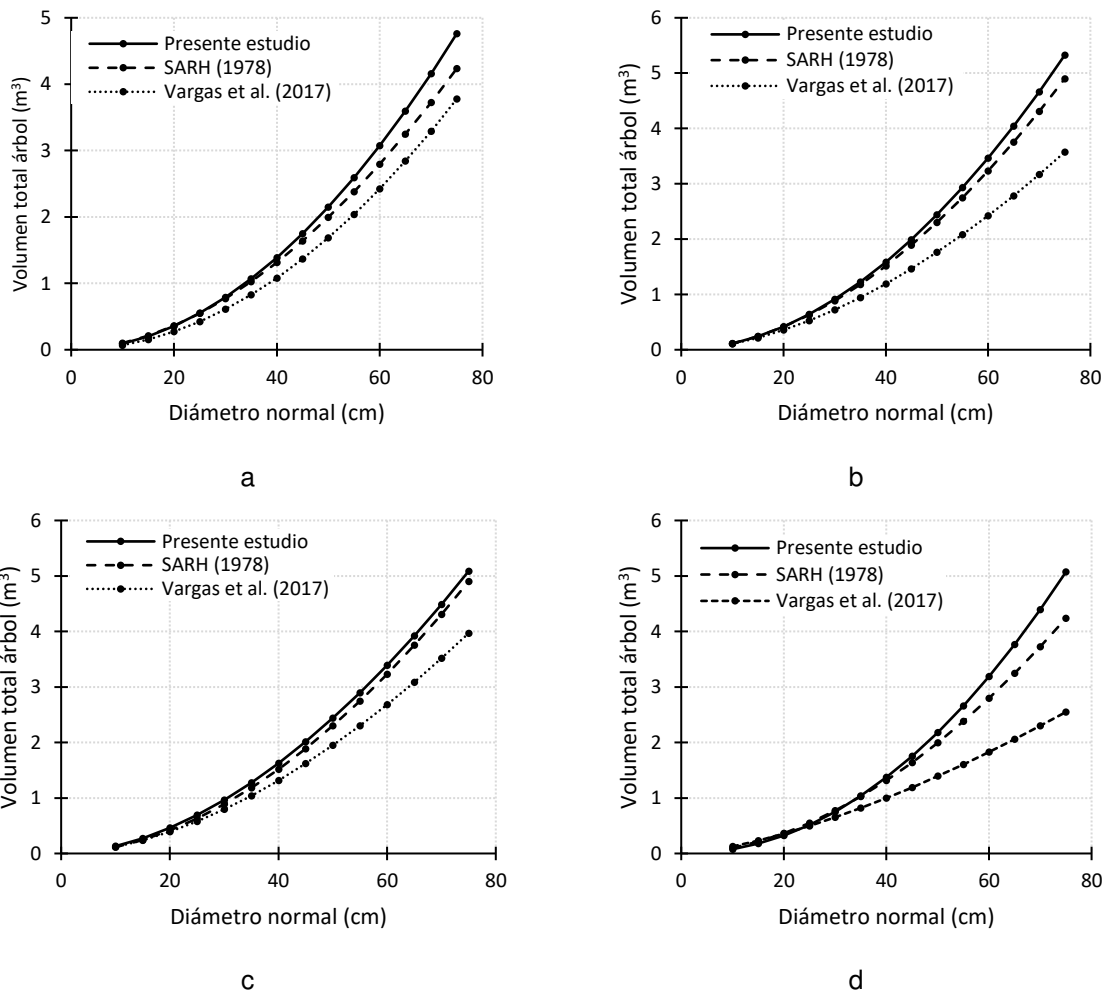 5
4
3
2
1
0
Volumen total árbol (m³)
Presente estudio
SARH (1978)
Vargas et al. (2017)
0 20 40 60 80
Diámetro normal (cm)
a
6
5
4
3
2
1
0
Volumen total árbol (m³)
Presente estudio
SARH (1978)
Vargas et al. (2017)
0 20 40 60 80
Diámetro normal (cm)
b
6
5
4
3
2
1
0
Volumen total árbol (m³)
Presente estudio
SARH (1978)
Vargas et al. (2017)
0 20 40 60 80
Diámetro normal (cm)
c
6
5
4
3
2
1
0
Volumen total árbol (m³)
Presente estudio
SARH (1978)
Vargas et al. (2017)
0 20 40 60 80
Diámetro normal (cm)
d